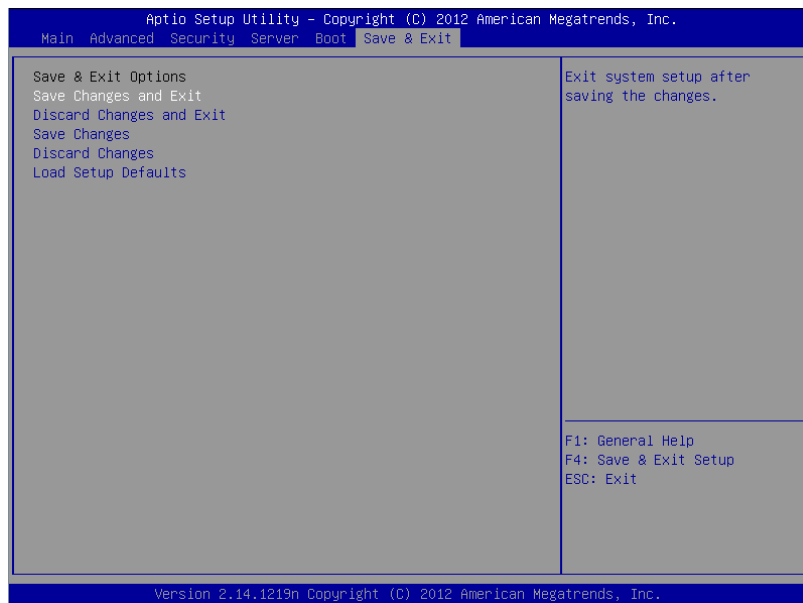 Aptio Setup Utility – Copyright (C) 2012 American Megatrends, Inc.
Main Advanced Security Server Boot Save & Exit
Save & Exit Options
Save Changes and Exit
Discard Changes and Exit
Save Changes
Discard Changes
Load Setup Defaults
Exit system setup after
saving the changes.
F1: General Help
F4: Save & Exit Setup
ESC: Exit
Version 2.14.1219n Copyright (C) 2012 American Megatrends, Inc.